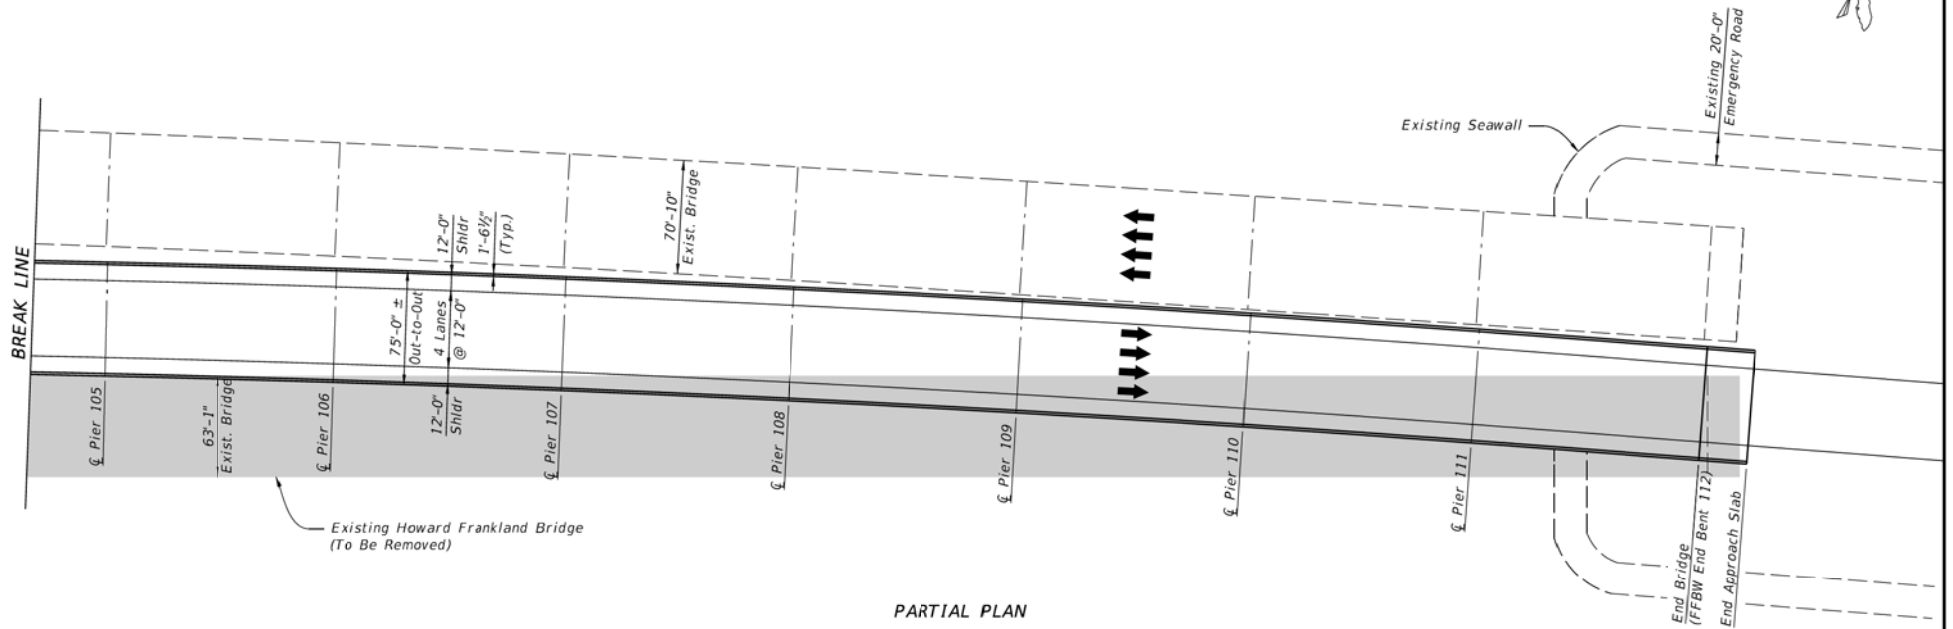 Existing 20'-0"
Emergency Road
Existing Seawall
BREAK LINE
12'-0"
Shldr
1'-6½"
(Typ.)
70'-10"
Exist. Bridge
75'-0" ±
Out-to-Out
4 Lanes
@ 12'-0"
12'-0"
Shldr
63'-1"
Exist. Bridge
℄ Pier 105
℄ Pier 106
℄ Pier 107
℄ Pier 108
℄ Pier 109
℄ Pier 110
℄ Pier 111
End Bridge
(FFBW End Bent 112)
End Approach Slab
Existing Howard Frankland Bridge
(To Be Removed)
PARTIAL PLAN